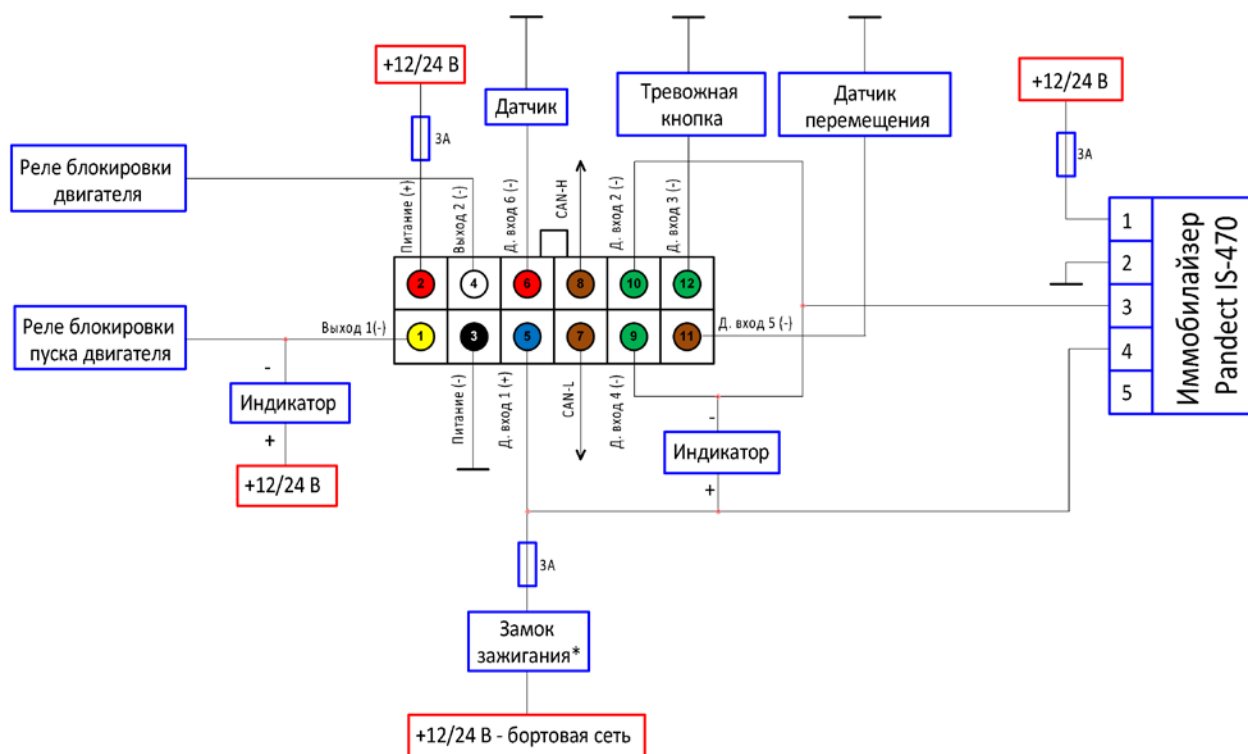 +12/24 В
Датчик
Тревожная
кнопка
Датчик
перемещения
+12/24 В
3А
3А
Реле блокировки
двигателя
Питание (+)
Выход 2 (-)
Д. вход 6 (-)
CAN-H
Д. вход 2 (-)
Д. вход 3 (-)
2
4
6
8
10
12
1
2
3
4
5
Иммобилайзер
Pandect IS-470
Реле блокировки
пуска двигателя
Выход 1(-)
1
3
5
7
9
11
Д. вход 5 (-)
-
Индикатор
+
+12/24 В
Питание (-)
Д. вход 1 (+)
CAN-L
Д. вход 4 (-)
-
Индикатор
+
3А
Замок
зажигания*
+12/24 В - бортовая сеть